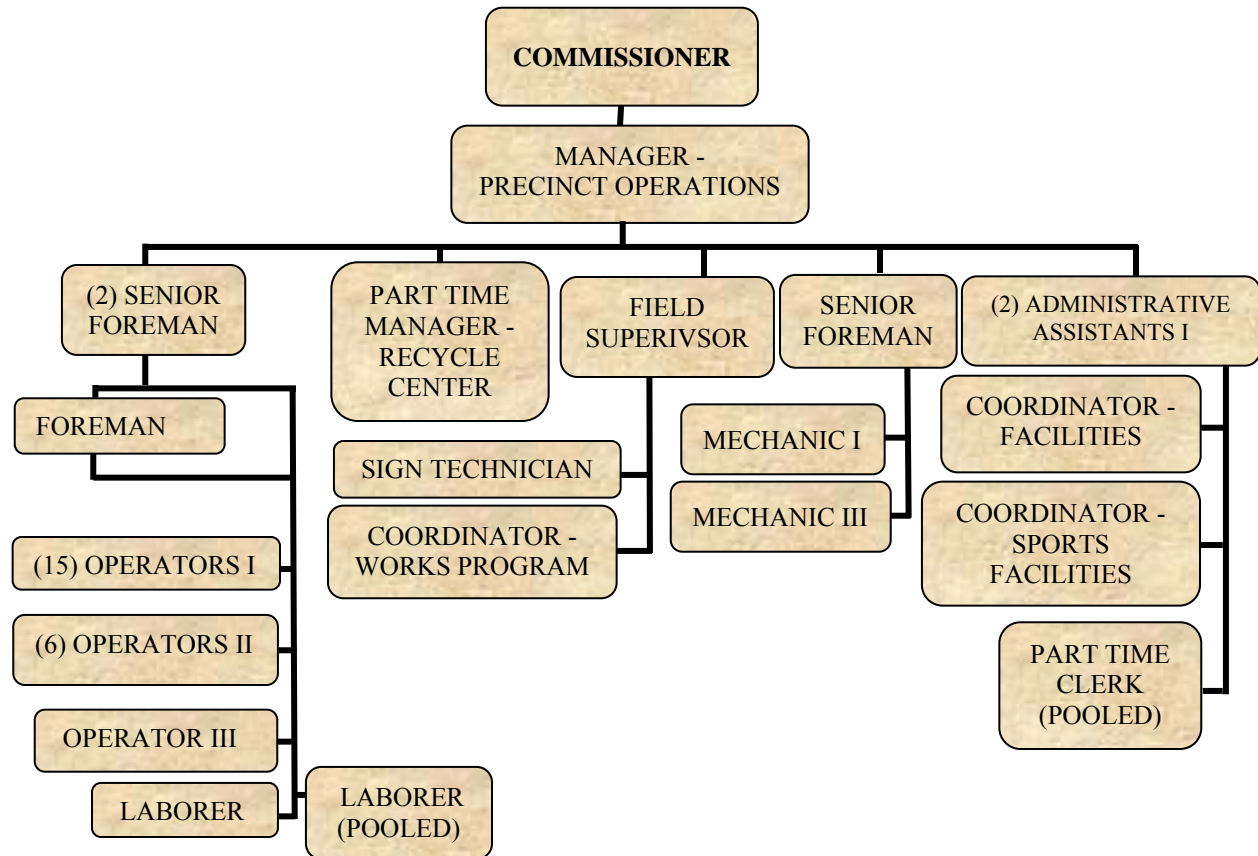 COMMISSIONER
MANAGER -
PRECINCT OPERATIONS
(2) SENIOR
FOREMAN
PART TIME
MANAGER -
RECYCLE
CENTER
FIELD
SUPERIVSOR
SENIOR
FOREMAN
(2) ADMINISTRATIVE
ASSISTANTS I
FOREMAN
(15) OPERATORS I
(6) OPERATORS II
OPERATOR III
LABORER
LABORER
(POOLED)
SIGN TECHNICIAN
COORDINATOR -
WORKS PROGRAM
MECHANIC I
MECHANIC III
COORDINATOR -
FACILITIES
COORDINATOR -
SPORTS
FACILITIES
PART TIME
CLERK
(POOLED)